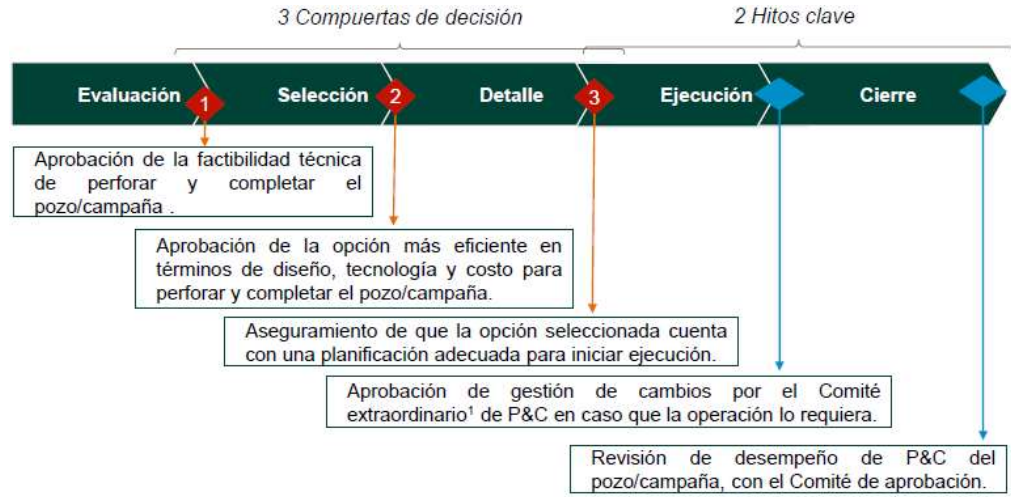 3 Compuertas de decisión
2 Hitos clave
Evaluación
1
Selección
2
Detalle
3
Ejecución
Cierre
Aprobación de la factibilidad técnica
de perforar y completar el
pozo/campaña .
Aprobación de la opción más eficiente en
términos de diseño, tecnología y costo para
perforar y completar el pozo/campaña.
Aseguramiento de que la opción seleccionada cuenta
con una planificación adecuada para iniciar ejecución.
Aprobación de gestión de cambios por el Comité
extraordinario¹ de P&C en caso que la operación lo requiera.
Revisión de desempeño de P&C del
pozo/campaña, con el Comité de aprobación.